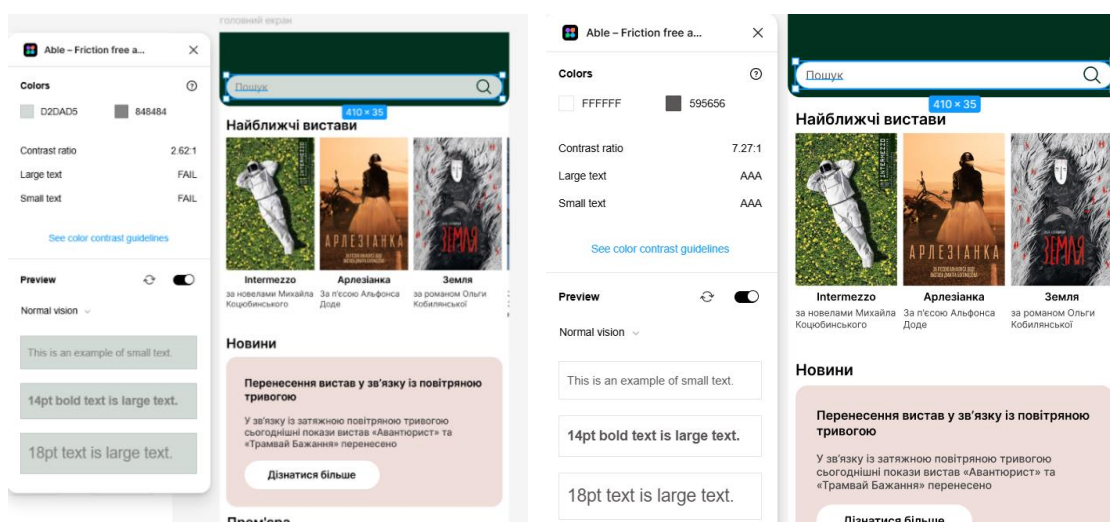 головний екран
Able – Friction free a...
Colors
D2DAD5 848484
Contrast ratio 2.62:1
Large text FAIL
Small text FAIL
See color contrast guidelines
Preview
Normal vision
This is an example of small text.
14pt bold text is large text.
18pt text is large text.
Пошук
410 × 35
Найближчі вистави
INTERMEZZO
АРЛЕЗІАНКА
ЗЕМЛЯ
Intermezzo Арлезіанка Земля
за новелами Михайла За п'єсою Альфонса за романом Ольги
Коцюбинського Доде Кобилянської
Новини
Перенесення вистав у зв’язку із повітряною
тривогою
У зв’язку із затяжною повітряною тривогою
сьогоднішні покази вистав «Авантюрист» та
«Трамвай Бажання» перенесено
Дізнатися більше
Прем'єра
Able – Friction free a...
Colors
FFFFFF 595656
Contrast ratio 7.27:1
Large text AAA
Small text AAA
See color contrast guidelines
Preview
Normal vision
This is an example of small text.
14pt bold text is large text.
18pt text is large text.
Пошук
410 × 35
Найближчі вистави
INTERMEZZO
АРЛЕЗІАНКА
ЗЕМЛЯ
Intermezzo Арлезіанка Земля
за новелами Михайла За п'єсою Альфонса за романом Ольги
Коцюбинського Доде Кобилянської
Новини
Перенесення вистав у зв’язку із повітряною
тривогою
У зв’язку із затяжною повітряною тривогою
сьогоднішні покази вистав «Авантюрист» та
«Трамвай Бажання» перенесено
Дізнатися більше